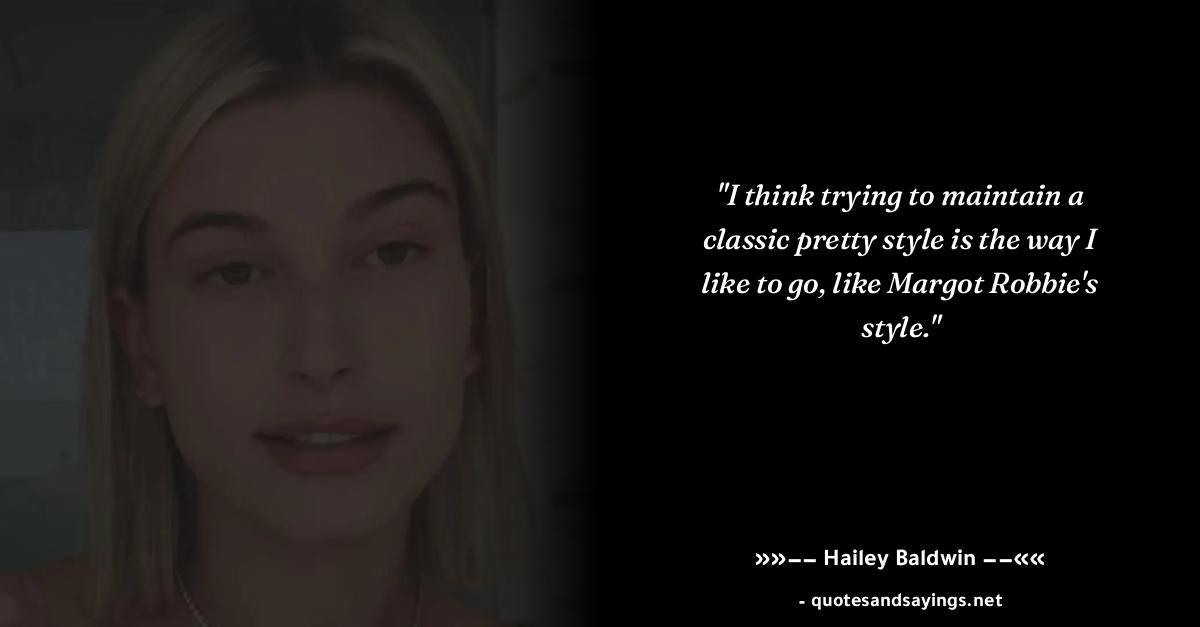 "I think trying to maintain a
classic pretty style is the way I
like to go, like Margot Robbie's
style."
»»–– Hailey Baldwin ––««
- quotesandsayings.net